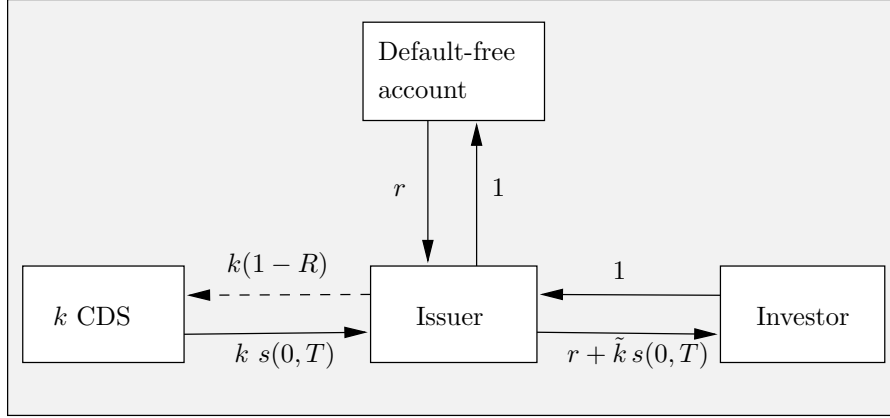 Default-free
account
r
1
k(1 − R)
1
k CDS
Issuer
Investor
k s(0, T)
r + k̃ s(0, T)